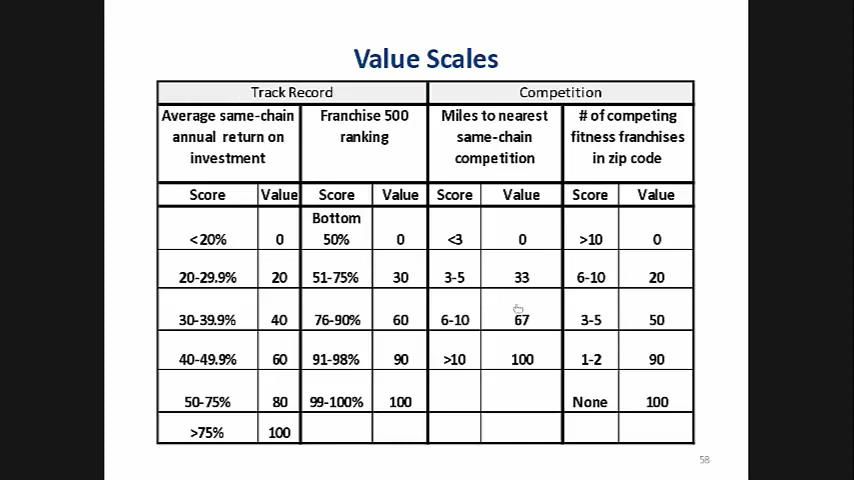 Value Scales
Track Record Competition
Average same-chain annual return on investment Franchise 500 ranking Miles to nearest same-chain competition # of competing fitness franchises in zip code
Score Value Score Value Score Value Score Value
<20% 0 Bottom 50% 0 <3 0 >10 0
20-29.9% 20 51-75% 30 3-5 33 6-10 20
30-39.9% 40 76-90% 60 6-10 67 3-5 50
40-49.9% 60 91-98% 90 >10 100 1-2 90
50-75% 80 99-100% 100 None 100
>75% 100
58